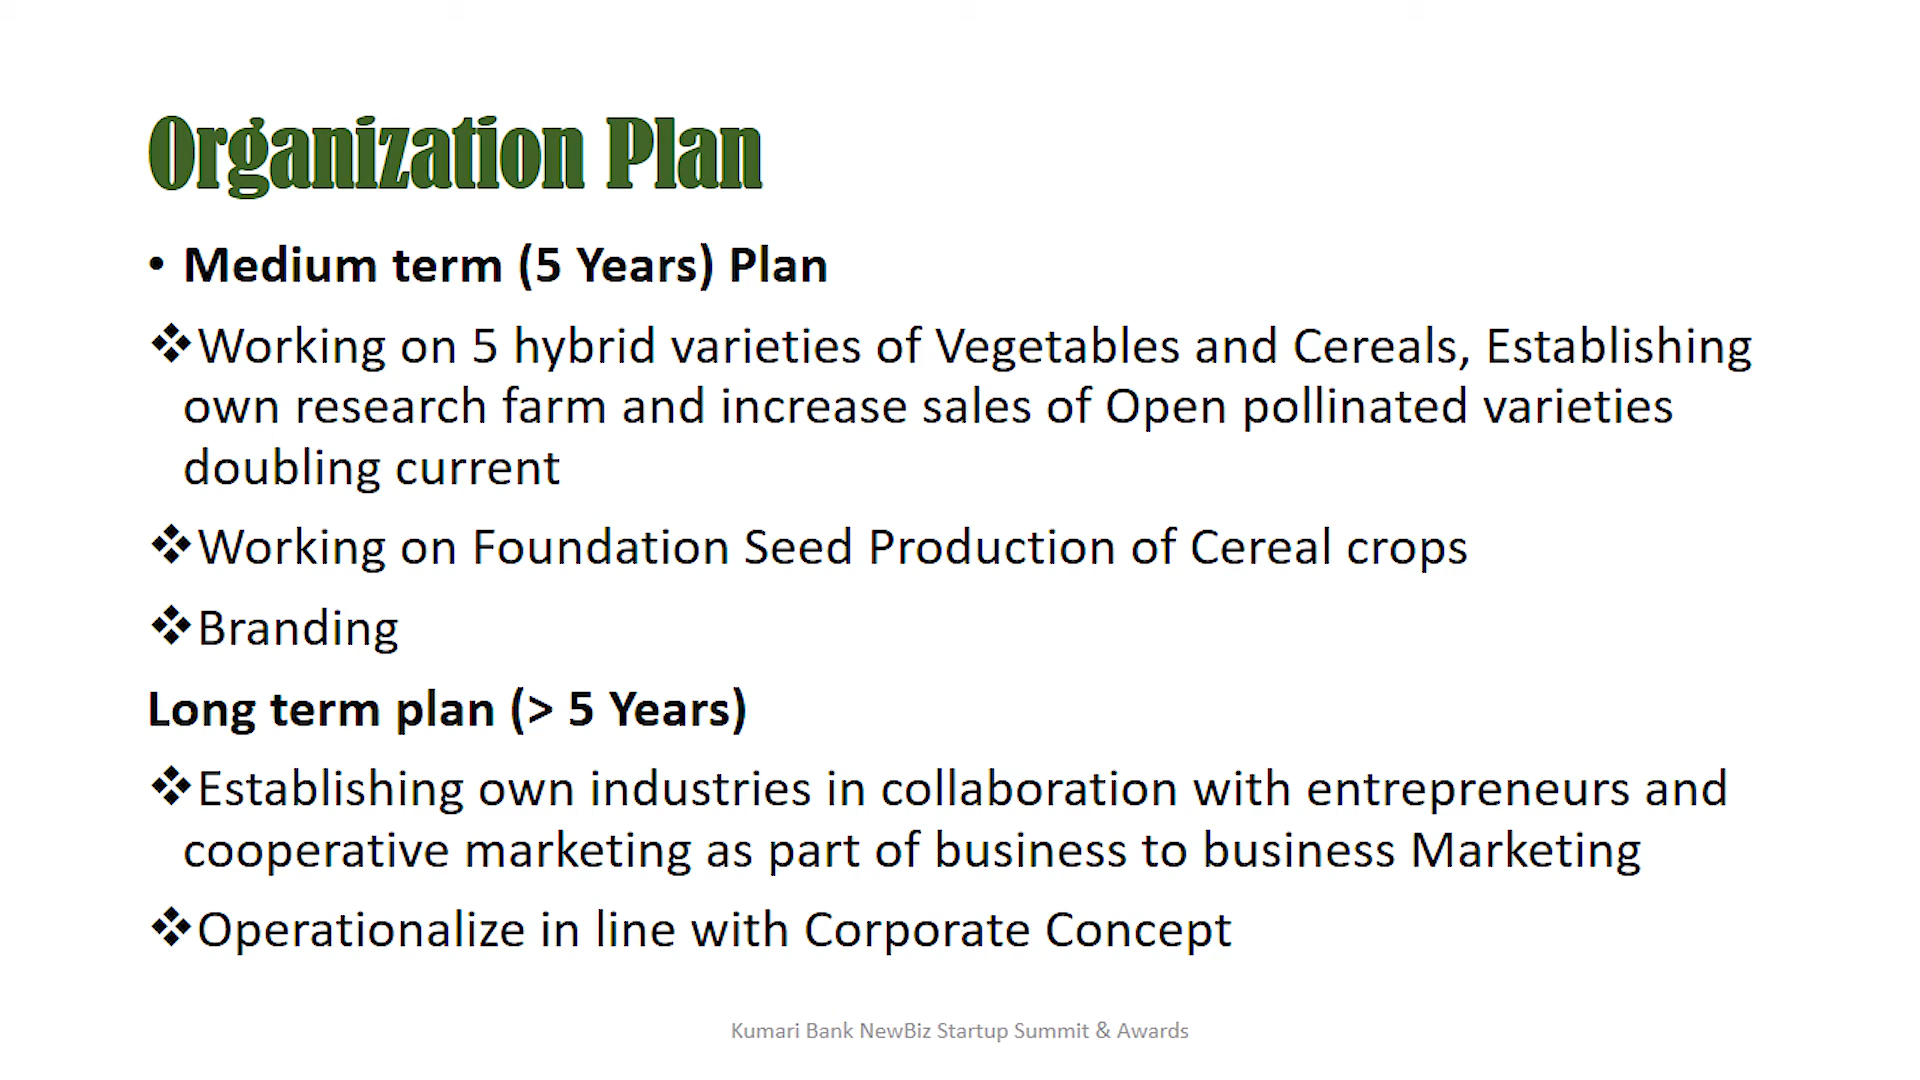 Organization Plan
• Medium term (5 Years) Plan
❖Working on 5 hybrid varieties of Vegetables and Cereals, Establishing
own research farm and increase sales of Open pollinated varieties
doubling current
❖Working on Foundation Seed Production of Cereal crops
❖Branding
Long term plan (> 5 Years)
❖Establishing own industries in collaboration with entrepreneurs and
cooperative marketing as part of business to business Marketing
❖Operationalize in line with Corporate Concept
Kumari Bank NewBiz Startup Summit & Awards